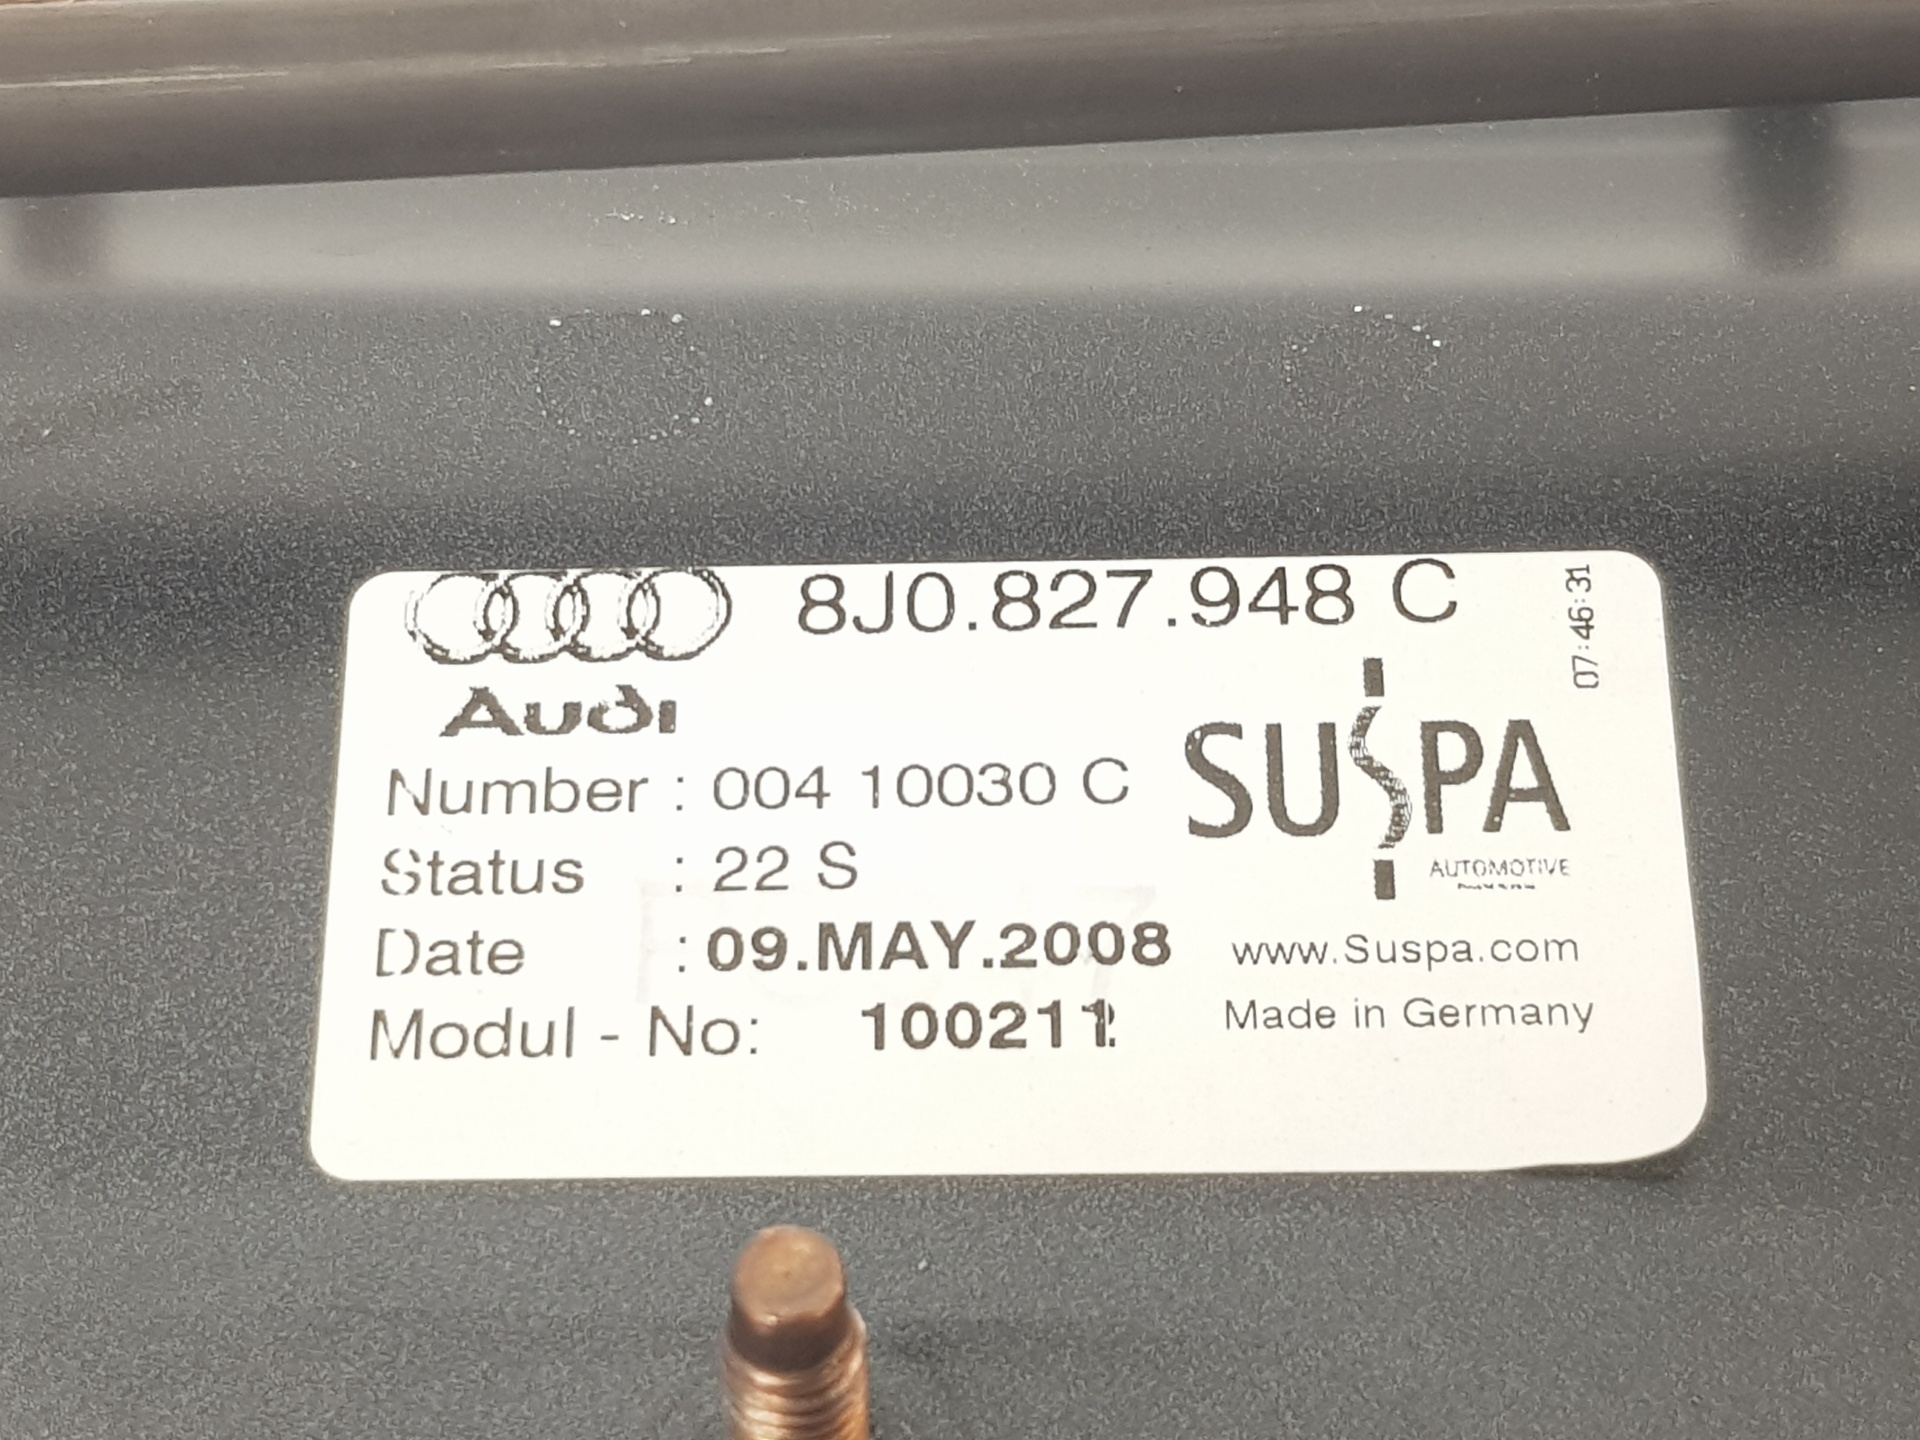 8J0.827.948 C
07:46:31
Audi
SUSPA
Number : 004 10030 C
AUTOMOTIVE
Status : 22 S
Date : 09.MAY.2008
www.Suspa.com
Modul - No:
Made in Germany